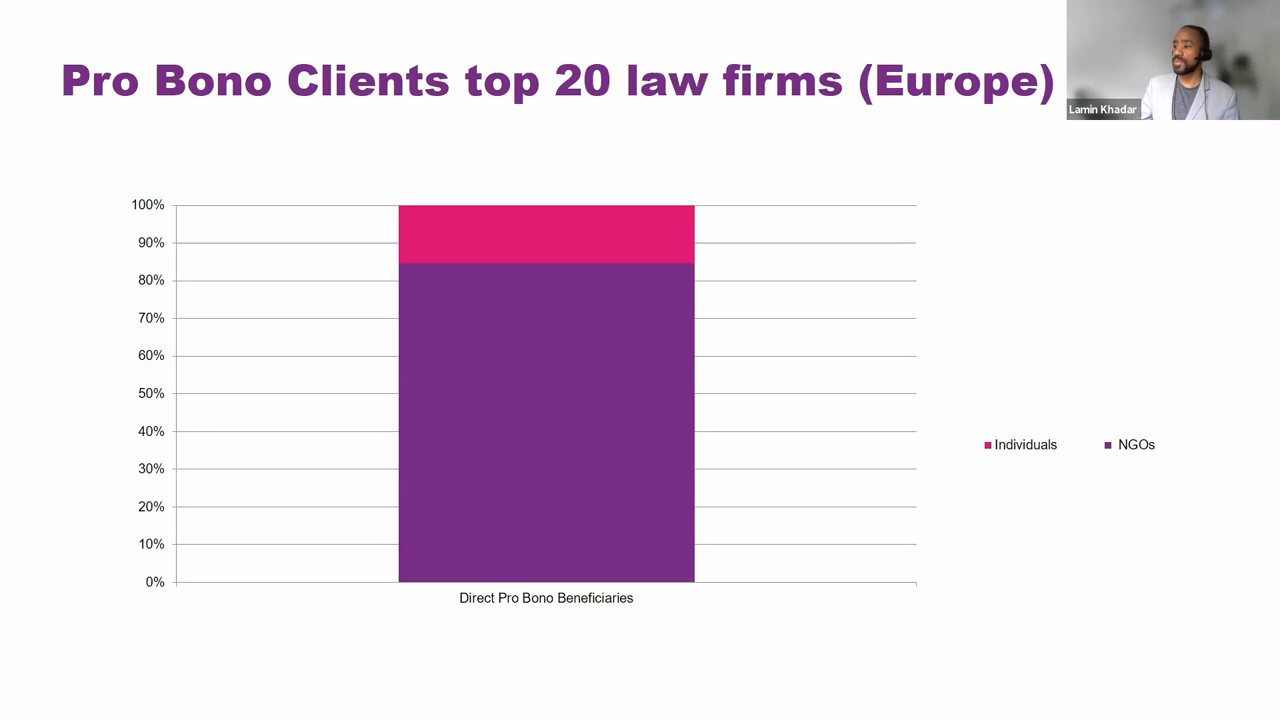 Pro Bono Clients top 20 law firms (Europe)
Lamin Khadar
100%
90%
80%
70%
60%
50%
40%
30%
20%
10%
0%
Individuals NGOs
Direct Pro Bono Beneficiaries